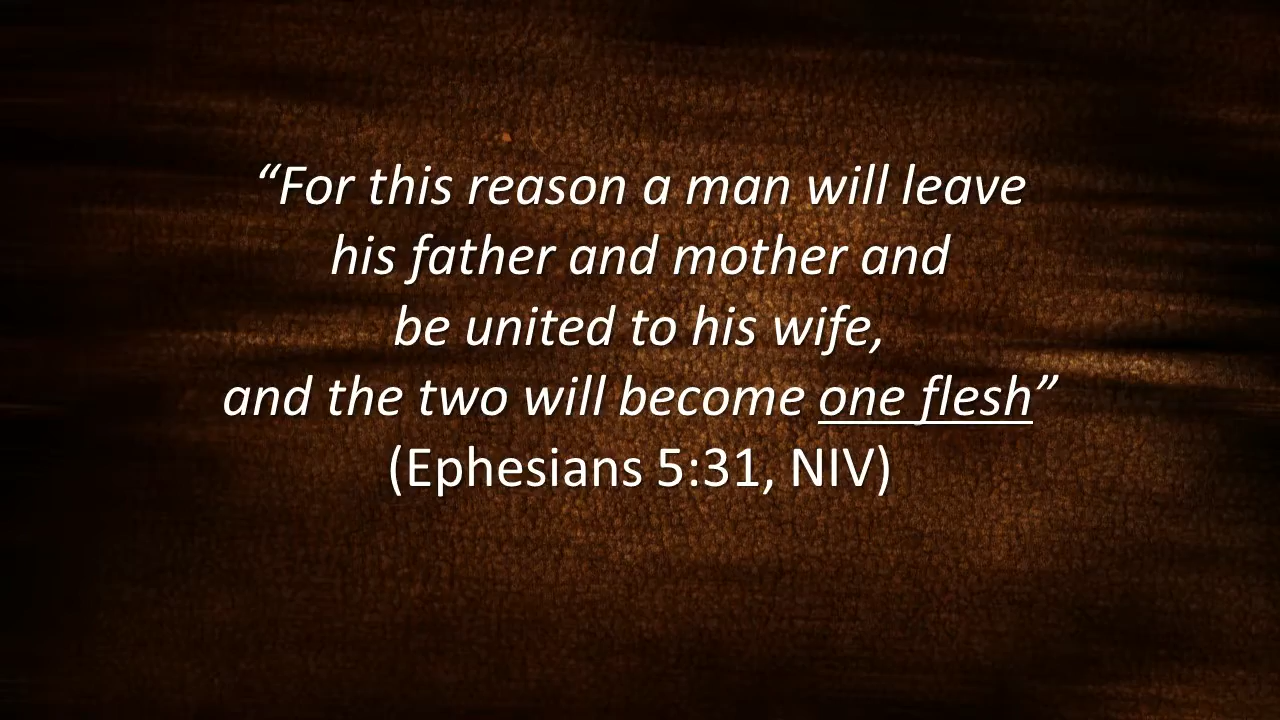 “For this reason a man will leave
his father and mother and
be united to his wife,
and the two will become one flesh”
(Ephesians 5:31, NIV)